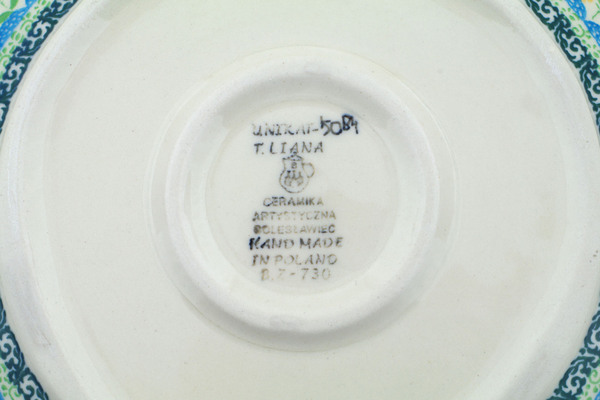 UNIKAT-5084
T.LIANA
CERAMIKA
ARTYSTYCZNA
BOLESŁAWIEC
HAND MADE
IN POLAND
B.Z-730